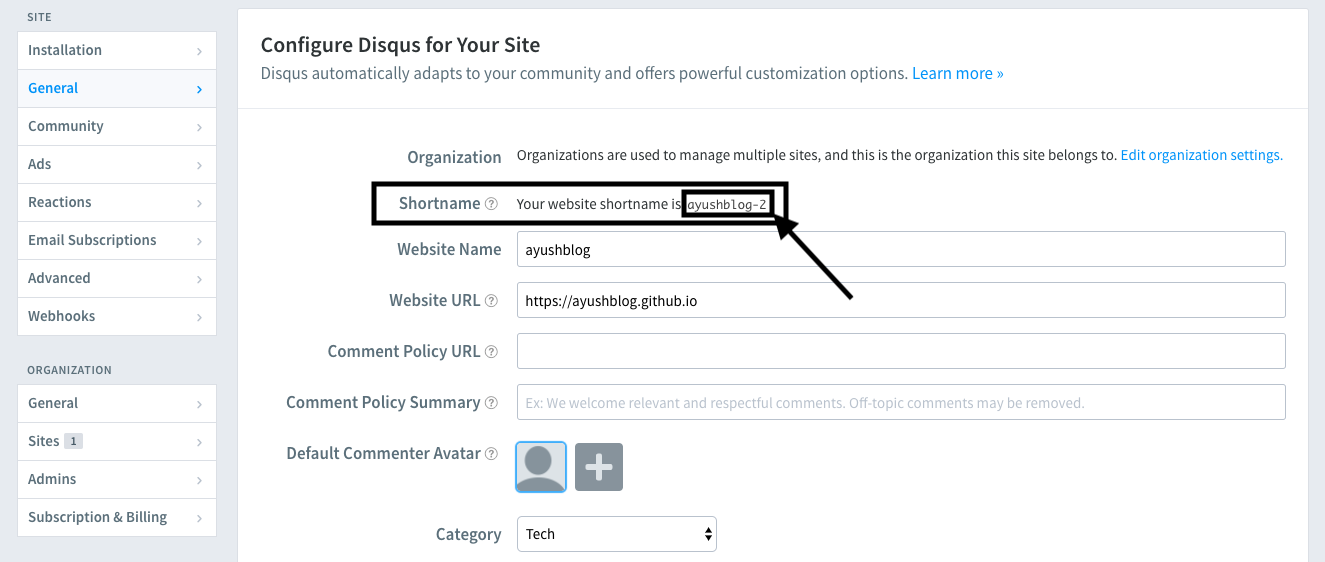 SITE
Installation
General
Community
Ads
Reactions
Email Subscriptions
Advanced
Webhooks
ORGANIZATION
General
Sites 1
Admins
Subscription & Billing
Configure Disqus for Your Site
Disqus automatically adapts to your community and offers powerful customization options. Learn more »
Organization Organizations are used to manage multiple sites, and this is the organization this site belongs to. Edit organization settings.
Shortname ? Your website shortname is ayushblog-2
Website Name ayushblog
Website URL ? https://ayushblog.github.io
Comment Policy URL ?
Comment Policy Summary ? Ex: We welcome relevant and respectful comments. Off-topic comments may be removed.
Default Commenter Avatar ?
Category Tech